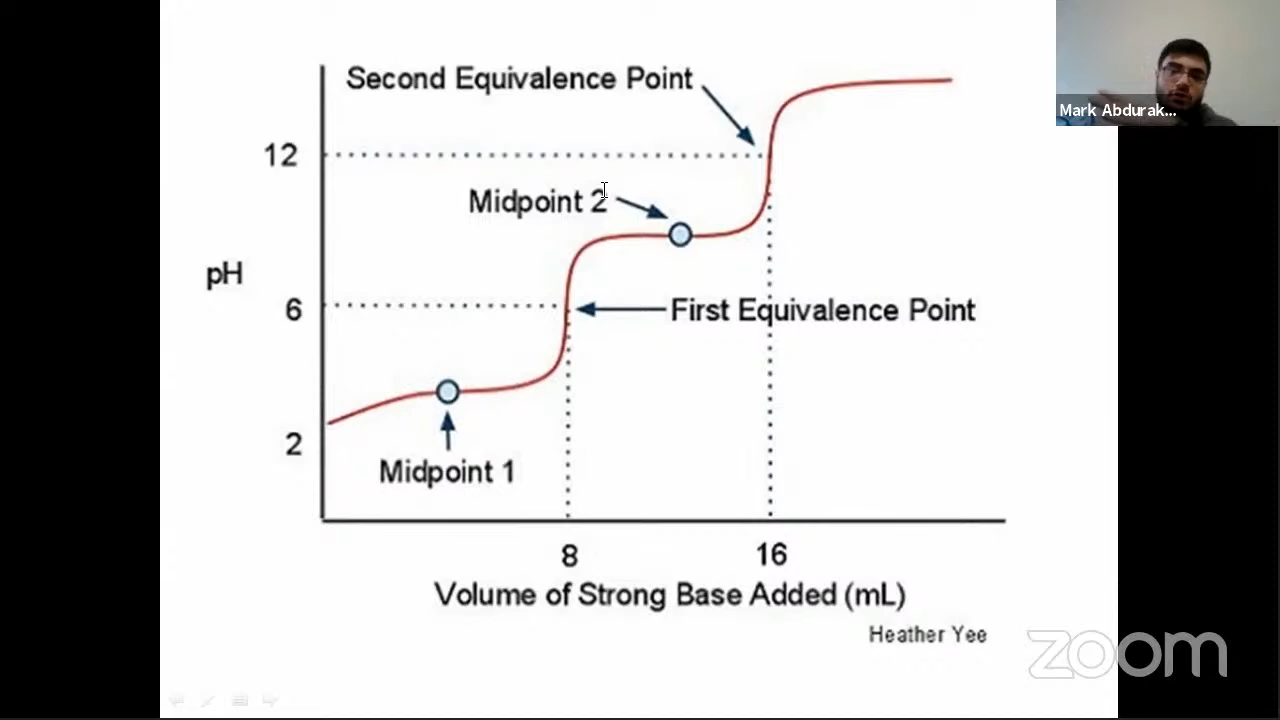 Mark Abdurak...
Second Equivalence Point
12
Midpoint 2
pH
6
First Equivalence Point
2
Midpoint 1
8
16
Volume of Strong Base Added (mL)
Heather Yee
zoom